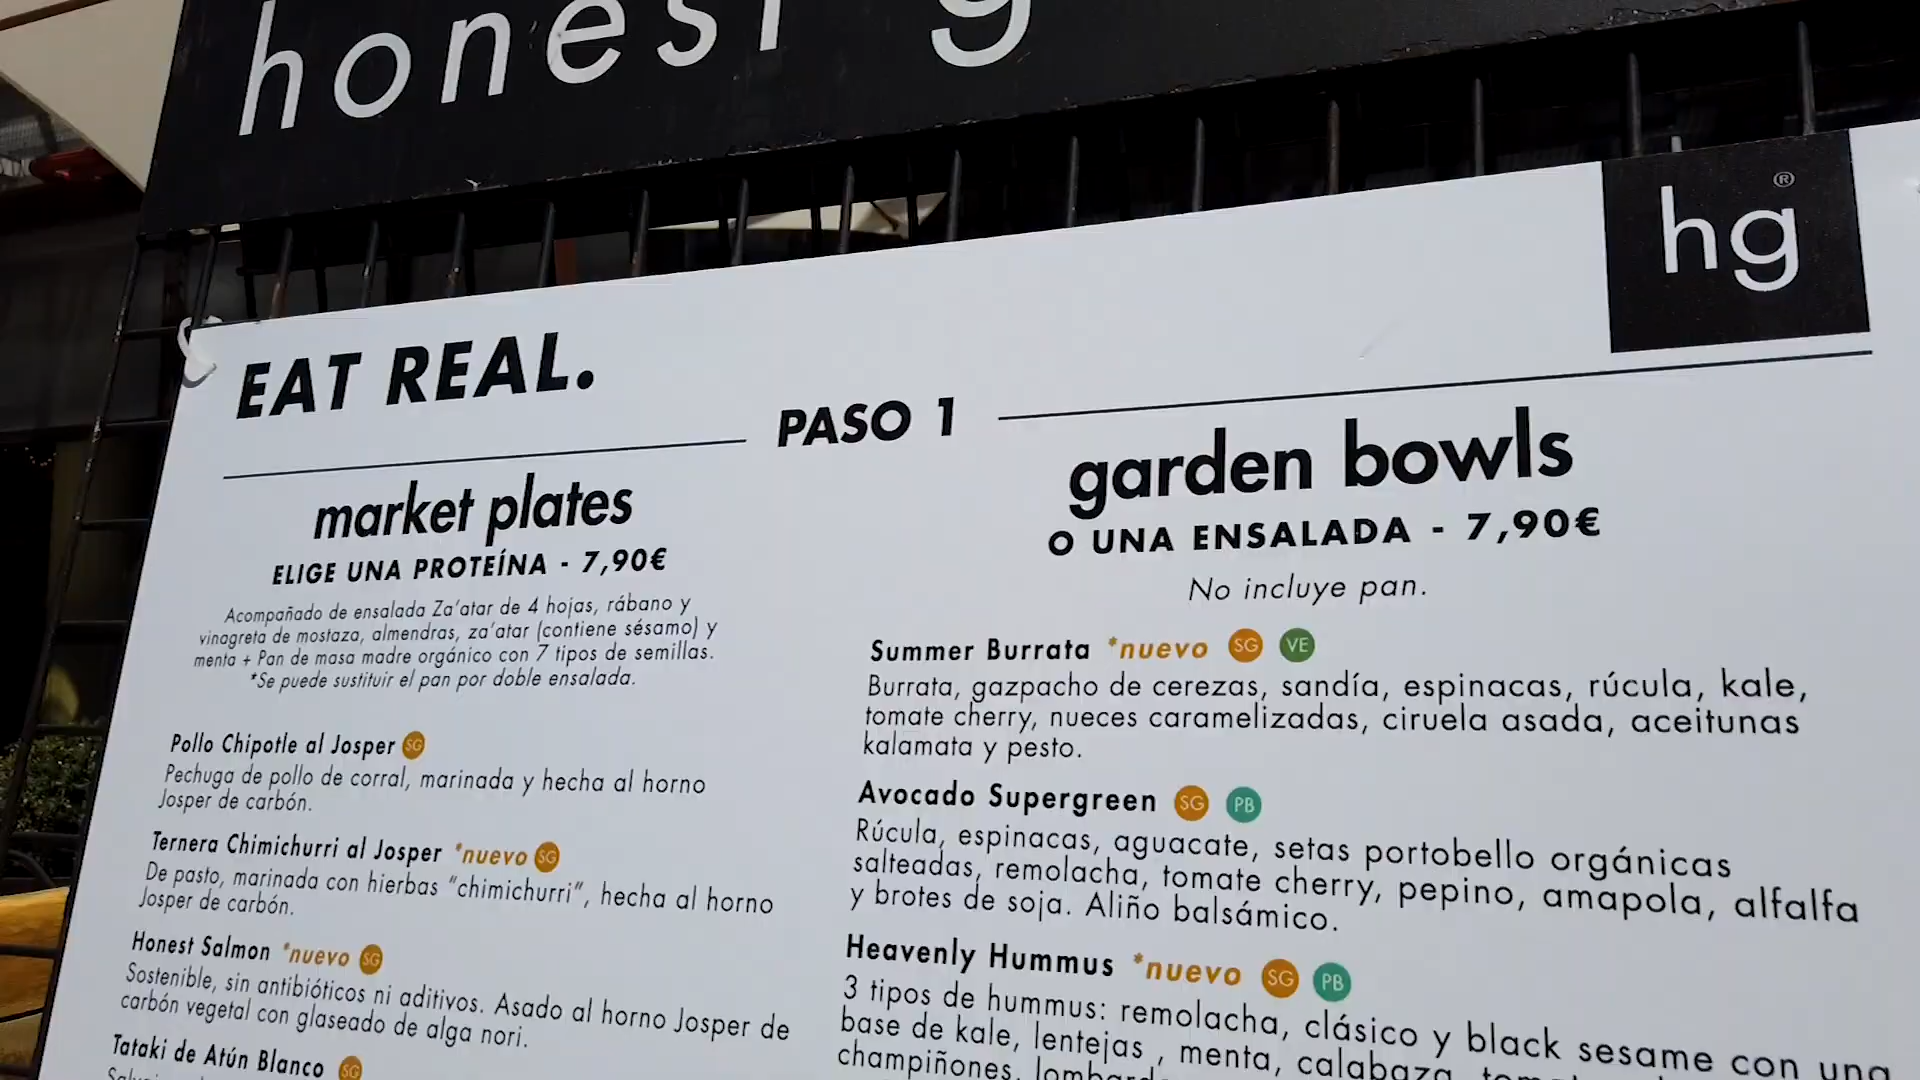 honest g
hg®
EAT REAL.
PASO 1
market plates
ELIGE UNA PROTEÍNA - 7,90€
Acompañado de ensalada Za'atar de 4 hojas, rábano y
vinagreta de mostaza, almendras, za'atar (contiene sésamo) y
menta + Pan de masa madre orgánico con 7 tipos de semillas.
*Se puede sustituir el pan por doble ensalada.
Pollo Chipotle al Josper SG
Pechuga de pollo de corral, marinada y hecha al horno
Josper de carbón.
Ternera Chimichurri al Josper *nuevo SG
De pasto, marinada con hierbas "chimichurri", hecha al horno
Josper de carbón.
Honest Salmon *nuevo SG
Sostenible, sin antibióticos ni aditivos. Asado al horno Josper de
carbón vegetal con glaseado de alga nori.
Tataki de Atún Blanco SG
garden bowls
O UNA ENSALADA - 7,90€
No incluye pan.
Summer Burrata *nuevo SG VE
Burrata, gazpacho de cerezas, sandía, espinacas, rúcula, kale,
tomate cherry, nueces caramelizadas, ciruela asada, aceitunas
kalamata y pesto.
Avocado Supergreen SG PB
Rúcula, espinacas, aguacate, setas portobello orgánicas
salteadas, remolacha, tomate cherry, pepino, amapola, alfalfa
y brotes de soja. Aliño balsámico.
Heavenly Hummus *nuevo SG PB
3 tipos de hummus: remolacha, clásico y black sesame con una
base de kale, lentejas , menta, calabaza,
champiñones,